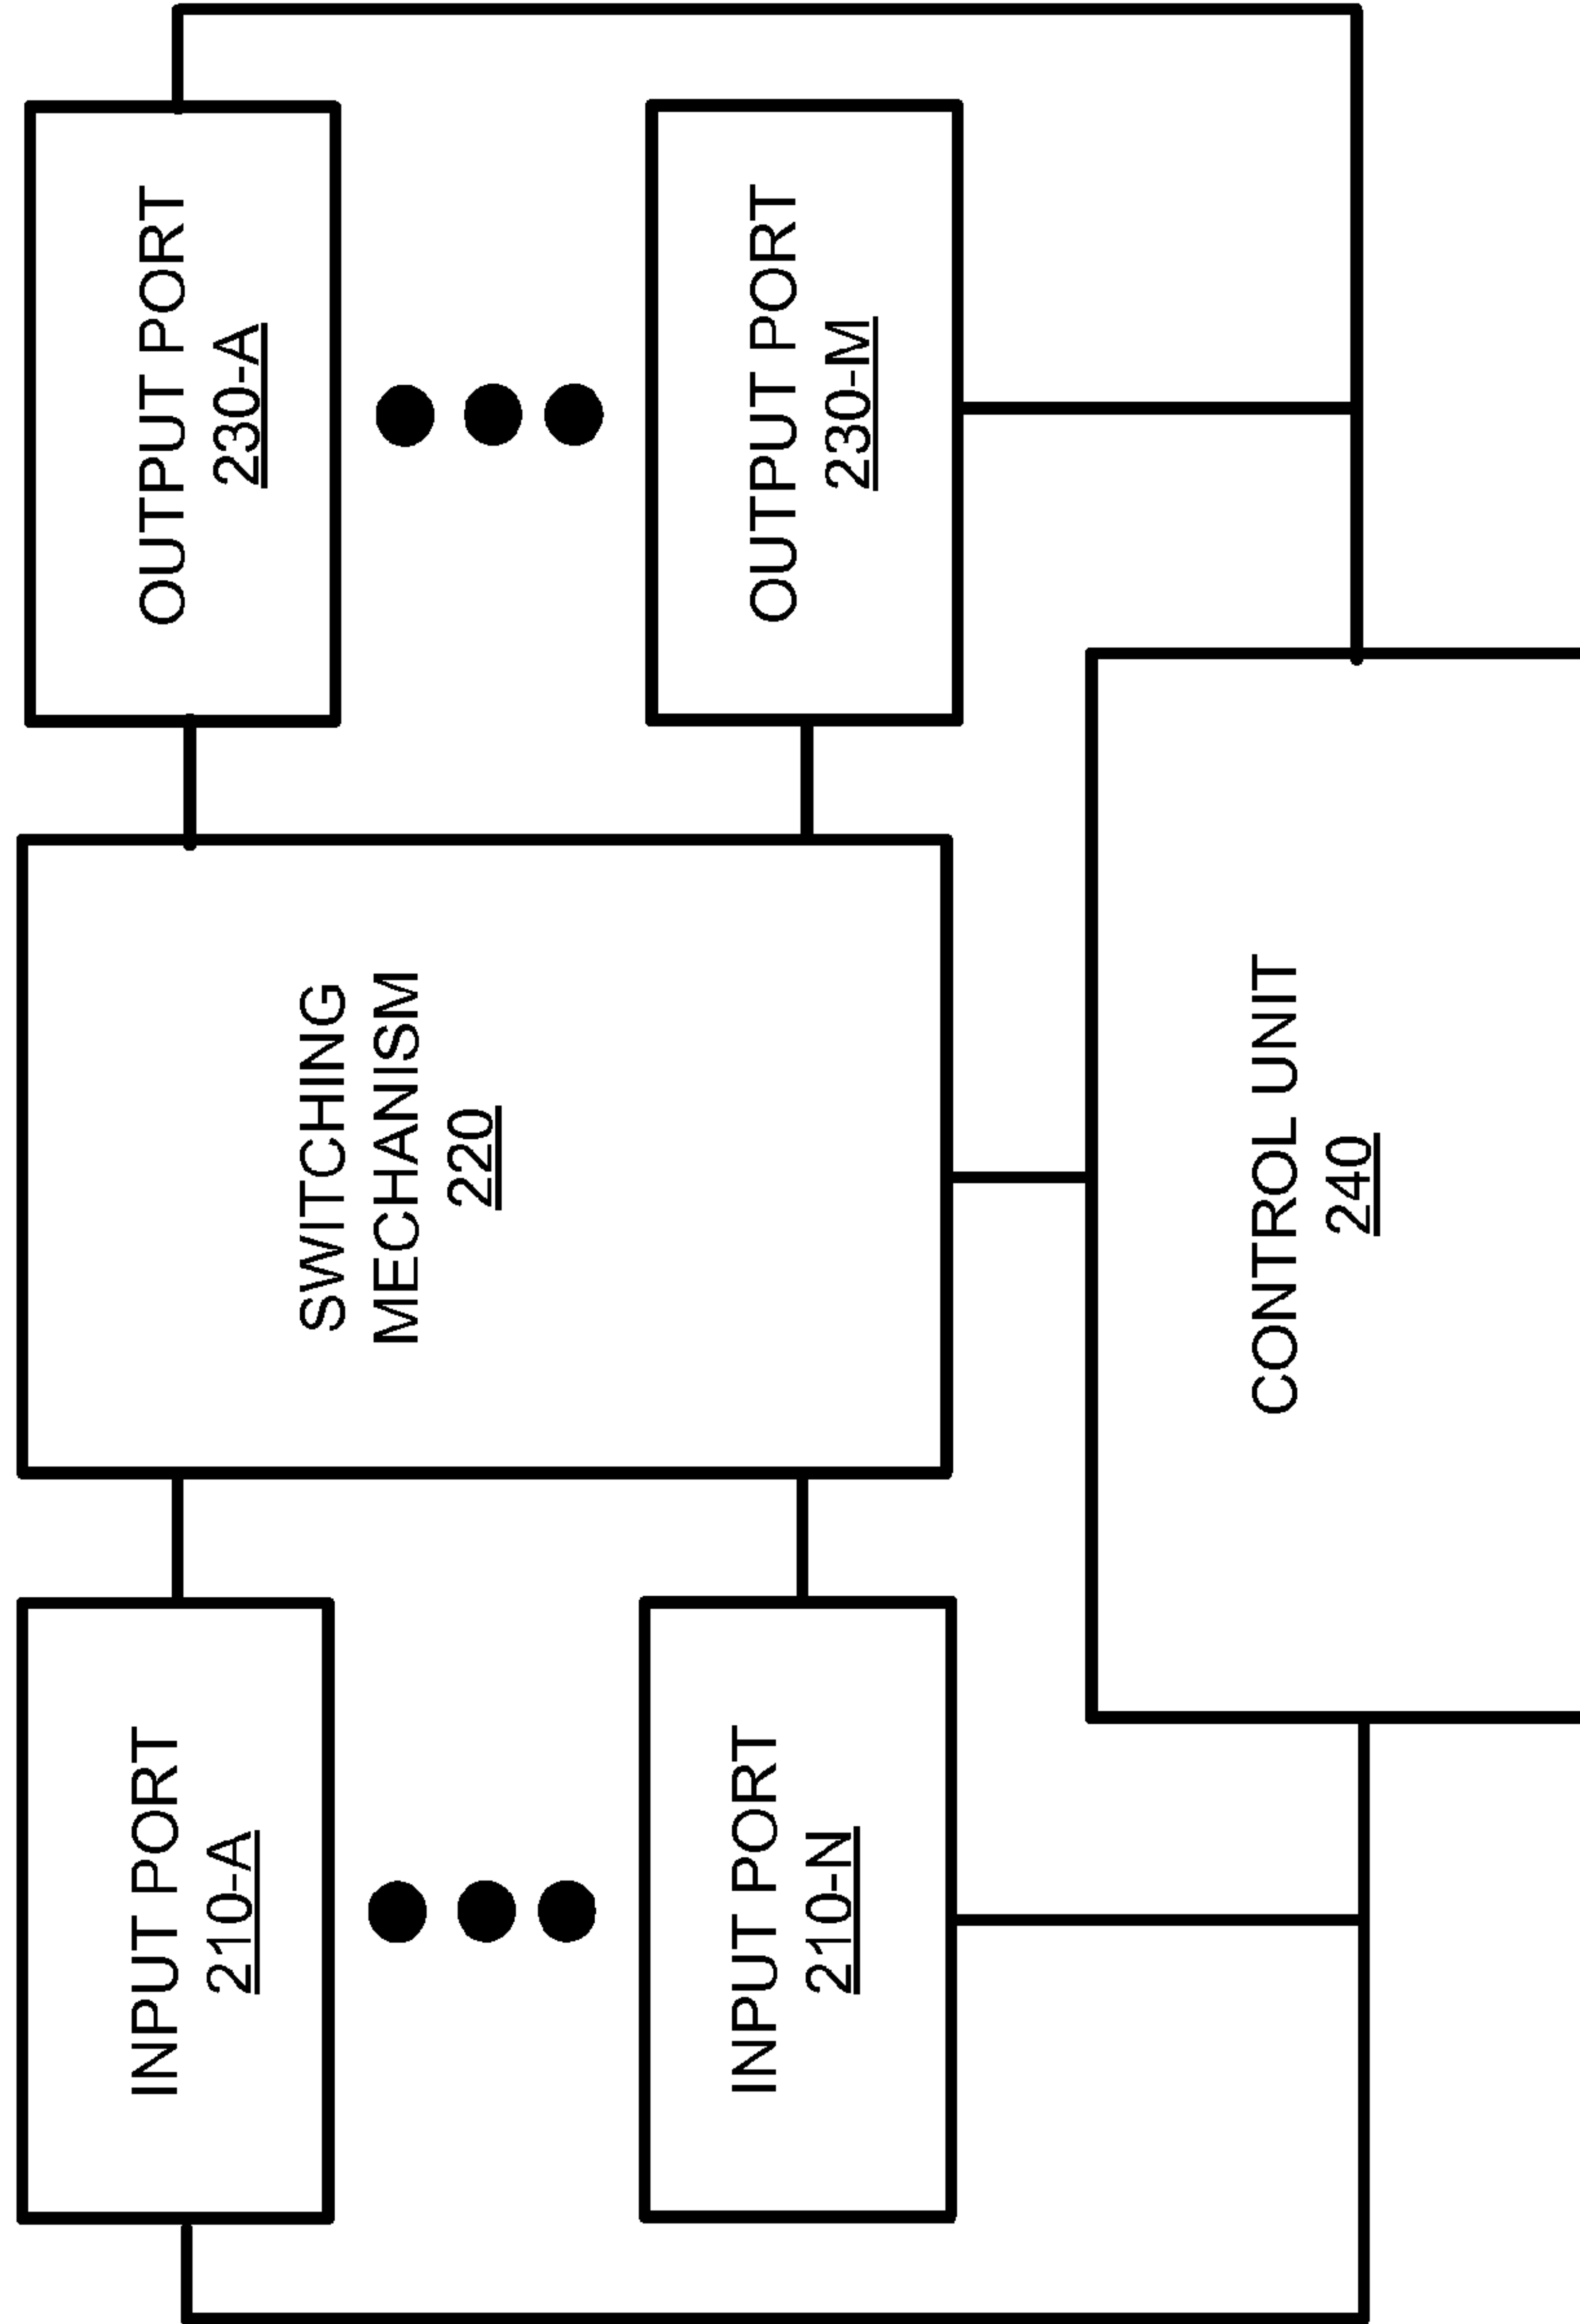 INPUT PORT
210-A
INPUT PORT
210-N
SWITCHING
MECHANISM
220
OUTPUT PORT
230-A
OUTPUT PORT
230-M
CONTROL UNIT
240